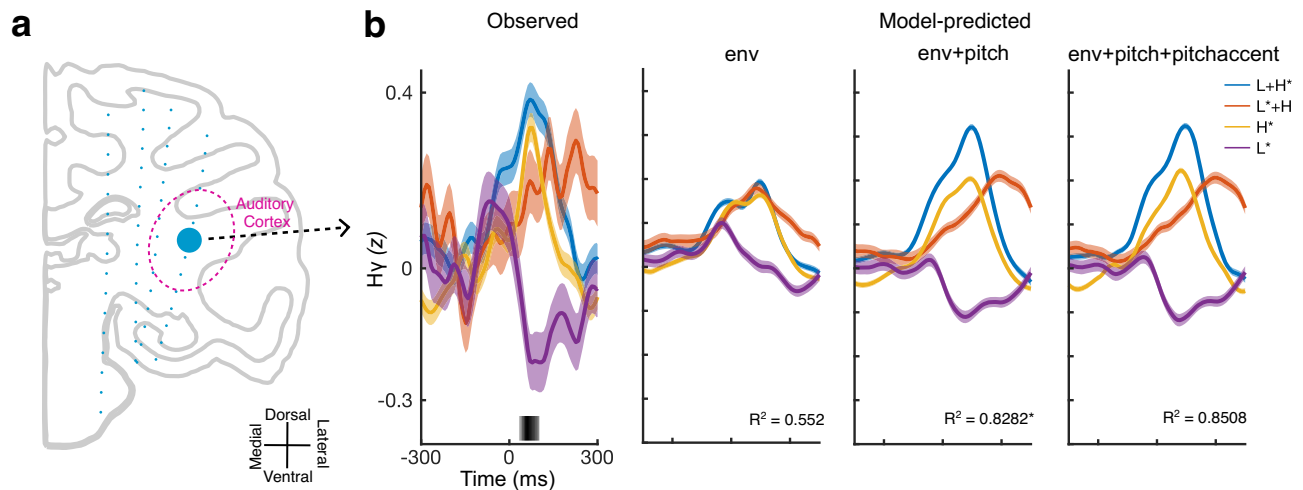 a
Auditory
Cortex
Dorsal
Medial
Lateral
Ventral
b
Observed
Model-predicted
env
env+pitch
env+pitch+pitchaccent
L+H*
L*+H
H*
L*
Hγ (z)
0.4
0
-0.3
-300
0
300
Time (ms)
R² = 0.552
R² = 0.8282*
R² = 0.8508